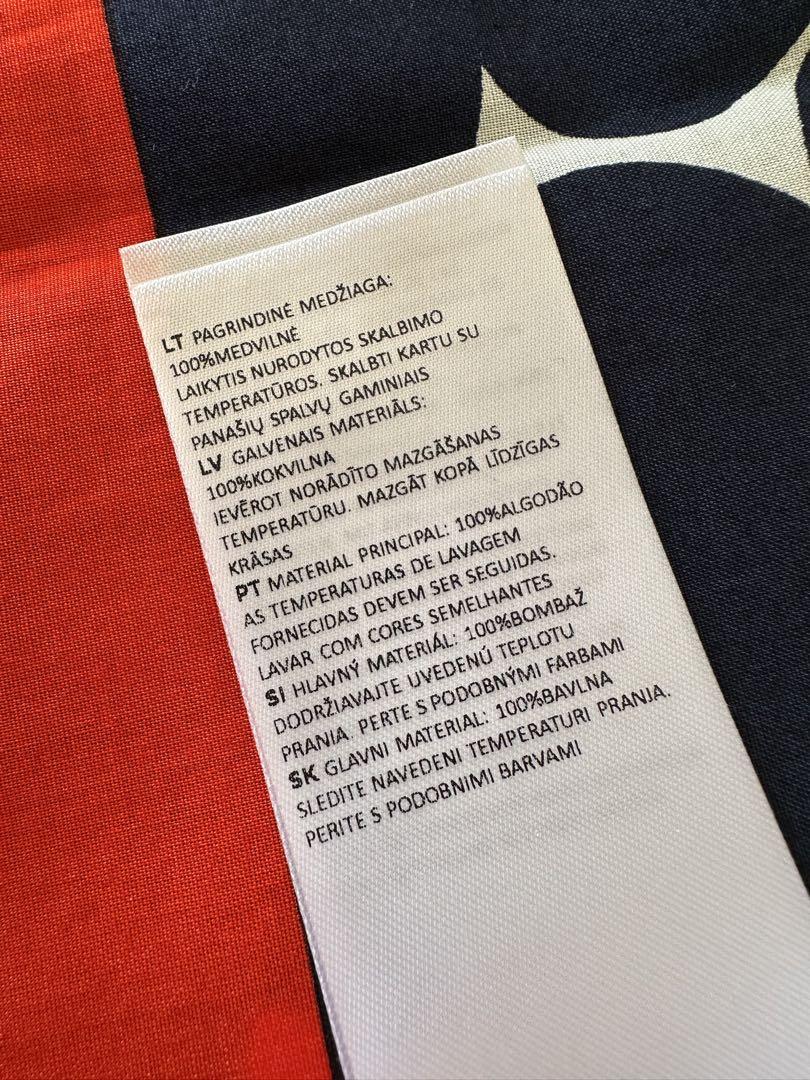 LT PAGRINDINĖ MEDŽIAGA:
100%MEDVILNĖ
LAIKYTIS NURODYTOS SKALBIMO
TEMPERATŪROS. SKALBTI KARTU SU
PANAŠIŲ SPALVŲ GAMINIAIS
LV GALVENAIS MATERIĀLS:
100%KOKVILNA
IEVĒROT NORĀDĪTO MAZGĀŠANAS
TEMPERATŪRU. MAZGĀT KOPĀ LĪDZĪGAS
KRĀSAS
PT MATERIAL PRINCIPAL: 100%ALGODÃO
AS TEMPERATURAS DE LAVAGEM
FORNECIDAS DEVEM SER SEGUIDAS.
LAVAR COM CORES SEMELHANTES
SI HLAVNÝ MATERIÁL: 100%BOMBAŽ
DODRŽIAVAJTE UVEDENÚ TEPLOTU
PRANIA. PERTE S PODOBNÝMI FARBAMI
SK GLAVNI MATERIAL: 100%BAVLNA
SLEDITE NAVEDENI TEMPERATURI PRANJA.
PERITE S PODOBNIMI BARVAMI